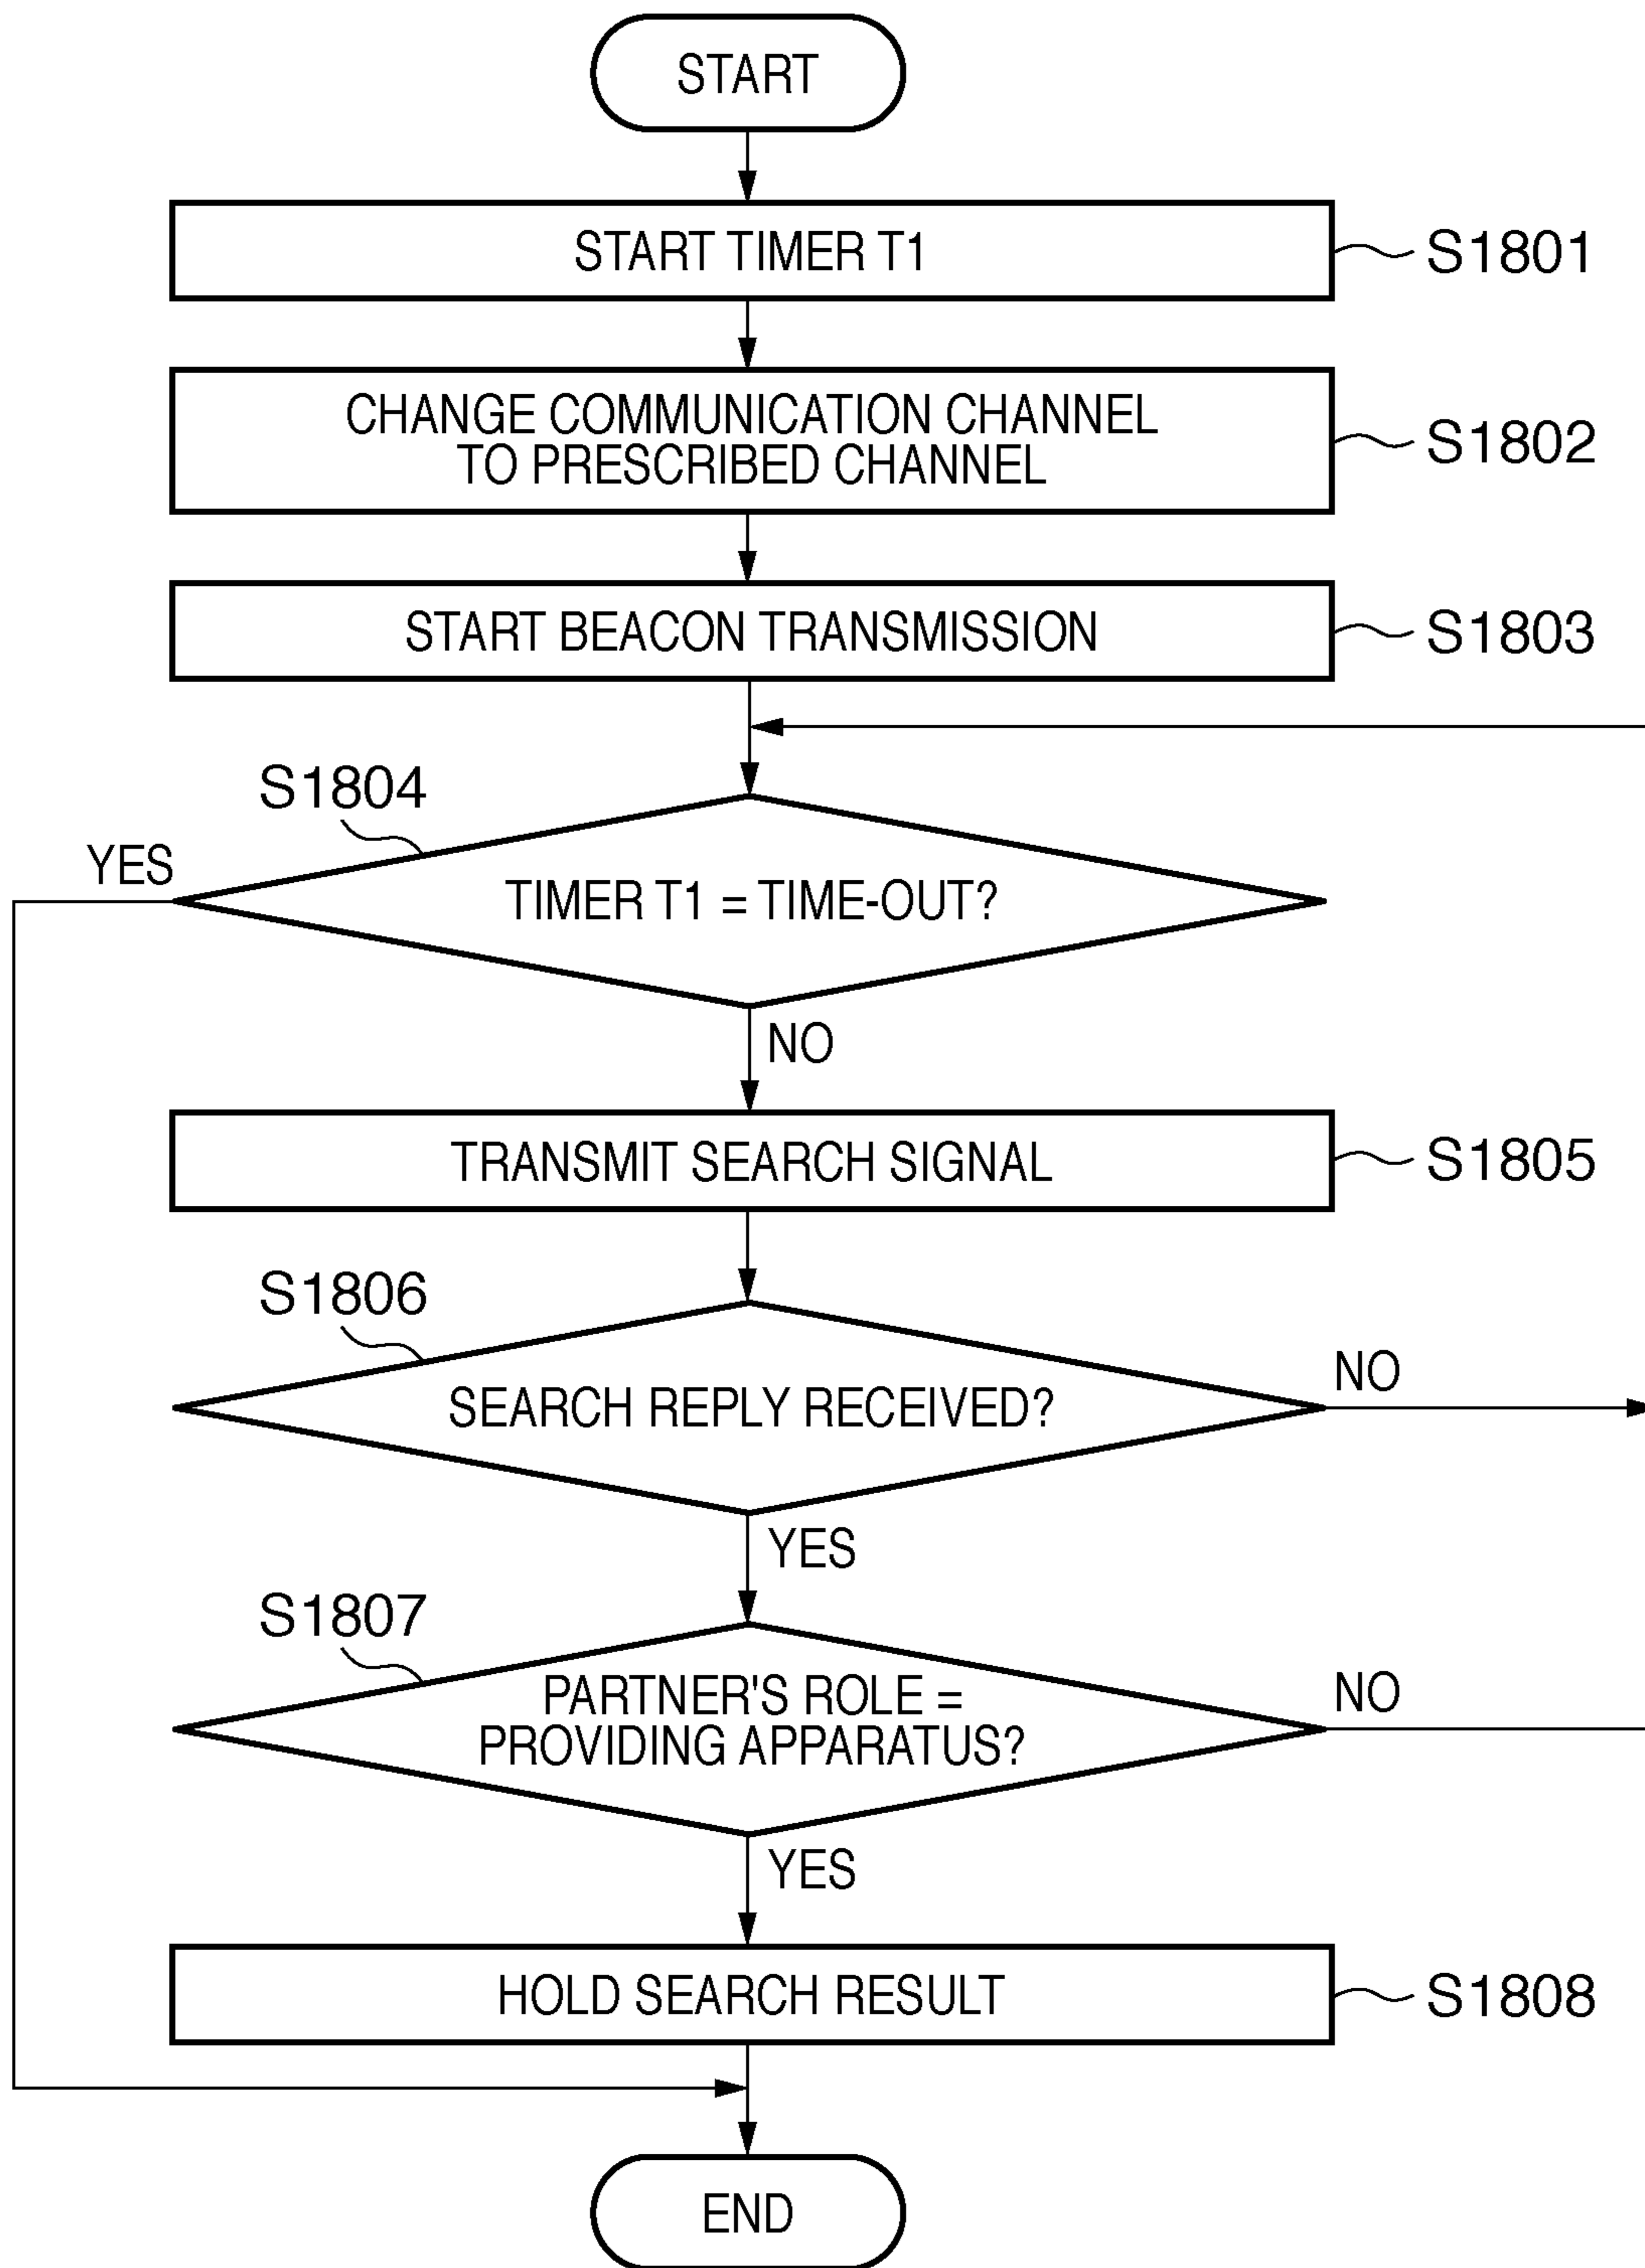 START
START TIMER T1
S1801
CHANGE COMMUNICATION CHANNEL
TO PRESCRIBED CHANNEL
S1802
START BEACON TRANSMISSION
S1803
S1804
YES
TIMER T1 = TIME-OUT?
NO
TRANSMIT SEARCH SIGNAL
S1805
S1806
SEARCH REPLY RECEIVED?
NO
YES
S1807
PARTNER'S ROLE =
PROVIDING APPARATUS?
NO
YES
HOLD SEARCH RESULT
S1808
END